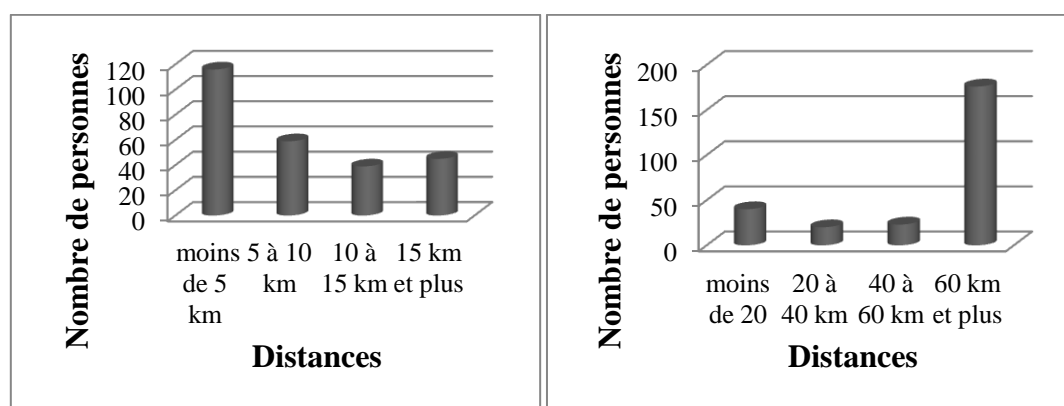 Nombre de personnes
120
100
80
60
40
20
0
moins 5 à 10 10 à 15 km
de 5 km 15 km et plus
km
Distances
Nombre de personnes
200
150
100
50
0
moins 20 à 40 à 60 km
de 20 40 km 60 km et plus
Distances